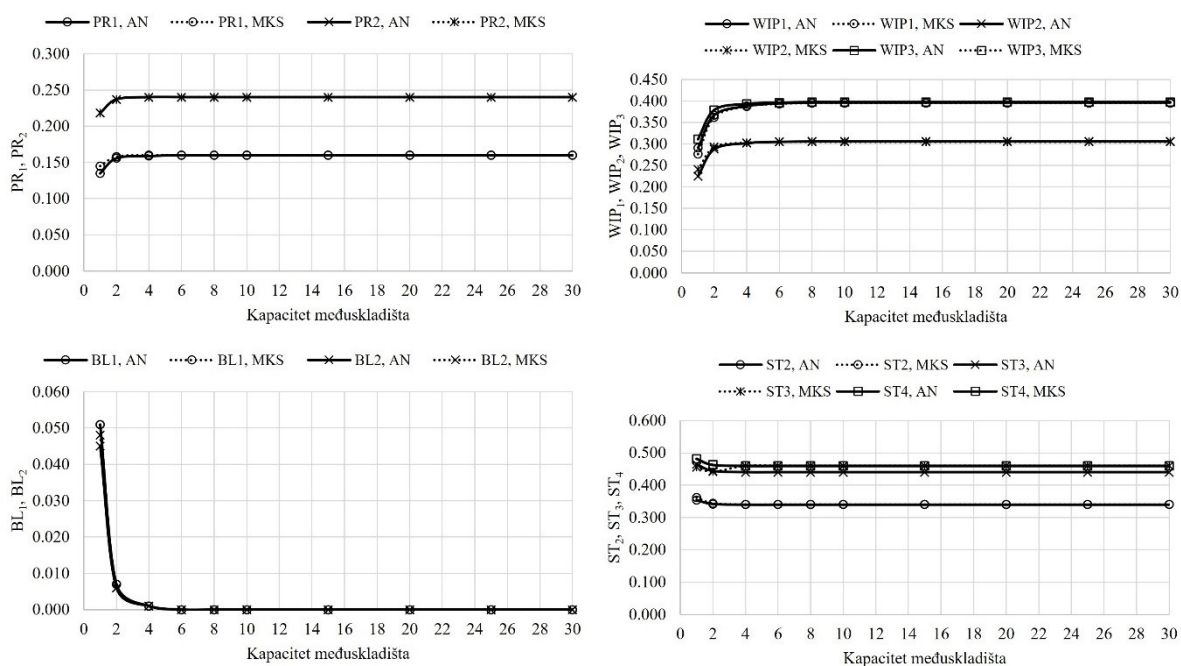 PR1, AN PR1, MKS PR2, AN PR2, MKS
0.300
0.250
0.200
0.150
0.100
0.050
0.000
PR₁, PR₂
0 2 4 6 8 10 12 14 16 18 20 22 24 26 28 30
Kapacitet međuskladišta
WIP1, AN WIP1, MKS WIP2, AN
WIP2, MKS WIP3, AN WIP3, MKS
0.450
0.400
0.350
0.300
0.250
0.200
0.150
0.100
0.050
0.000
WIP₁, WIP₂, WIP₃
0 2 4 6 8 10 12 14 16 18 20 22 24 26 28 30
Kapacitet međuskladišta
BL1, AN BL1, MKS BL2, AN BL2, MKS
0.060
0.050
0.040
0.030
0.020
0.010
0.000
BL₁, BL₂
0 2 4 6 8 10 12 14 16 18 20 22 24 26 28 30
Kapacitet međuskladišta
ST2, AN ST2, MKS ST3, AN
ST3, MKS ST4, AN ST4, MKS
0.600
0.500
0.400
0.300
0.200
0.100
0.000
ST₂, ST₃, ST₄
0 2 4 6 8 10 12 14 16 18 20 22 24 26 28 30
Kapacitet međuskladišta